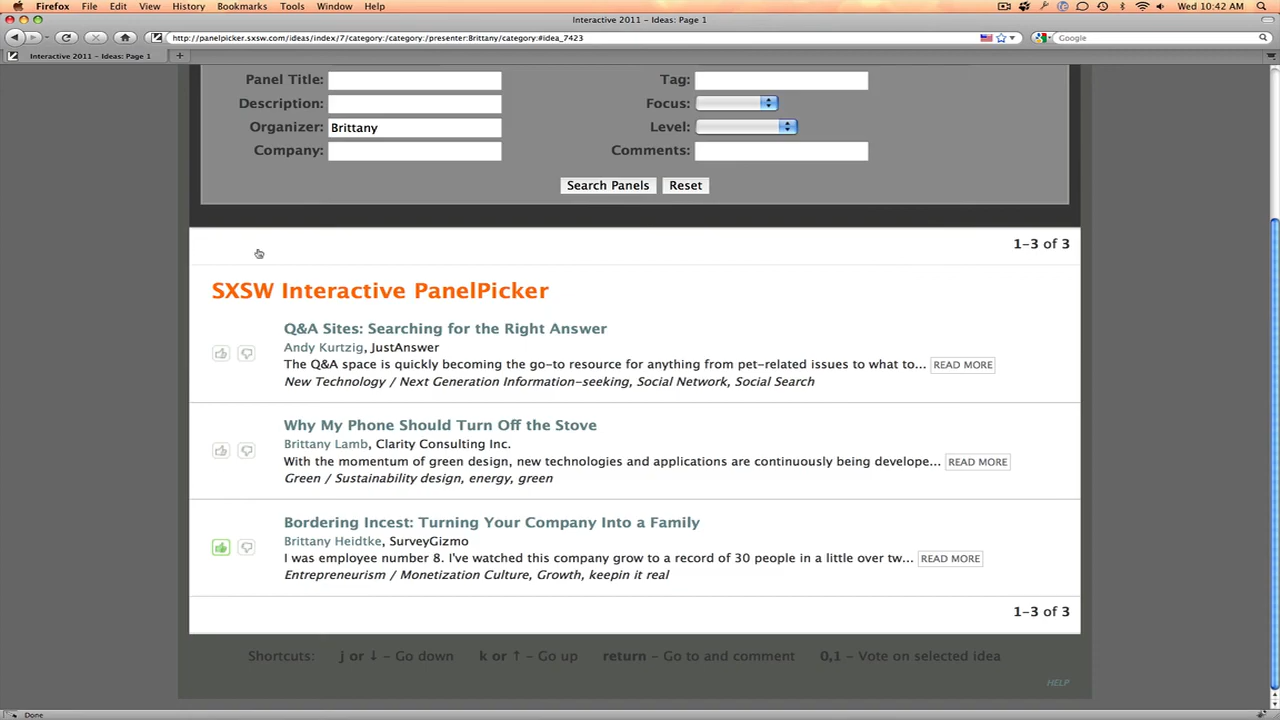 Firefox File Edit View History Bookmarks Tools Window Help Wed 10:42 AM
Interactive 2011 - Ideas: Page 1
http://panelpicker.sxsw.com/ideas/index/7/category:/category:/presenter:Brittany/category:#idea_7423 Google
Interactive 2011 - Ideas: Page 1
Panel Title: Tag:
Description: Focus:
Organizer: Brittany Level:
Company: Comments:
Search Panels Reset
1-3 of 3
SXSW Interactive PanelPicker
Q&A Sites: Searching for the Right Answer
Andy Kurtzig, JustAnswer
The Q&A space is quickly becoming the go-to resource for anything from pet-related issues to what to... READ MORE
New Technology / Next Generation Information-seeking, Social Network, Social Search
Why My Phone Should Turn Off the Stove
Brittany Lamb, Clarity Consulting Inc.
With the momentum of green design, new technologies and applications are continuously being develope... READ MORE
Green / Sustainability design, energy, green
Bordering Incest: Turning Your Company Into a Family
Brittany Heidtke, SurveyGizmo
I was employee number 8. I've watched this company grow to a record of 30 people in a little over tw... READ MORE
Entrepreneurism / Monetization Culture, Growth, keepin it real
1-3 of 3
Shortcuts: j or ↓ - Go down k or ↑ - Go up return - Go to and comment 0,1 - Vote on selected idea
HELP
Done